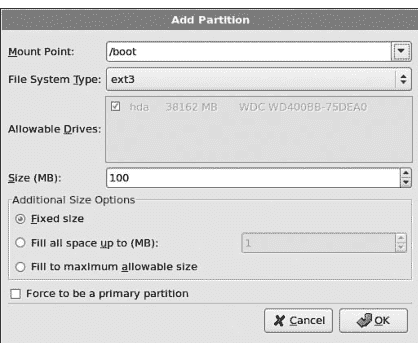 Add Partition
Mount Point: /boot
File System Type: ext3
Allowable Drives:
hda 38162 MB WDC WD400BB-75DEA0
Size (MB): 100
Additional Size Options
Fixed size
Fill all space up to (MB): 1
Fill to maximum allowable size
Force to be a primary partition
Cancel OK